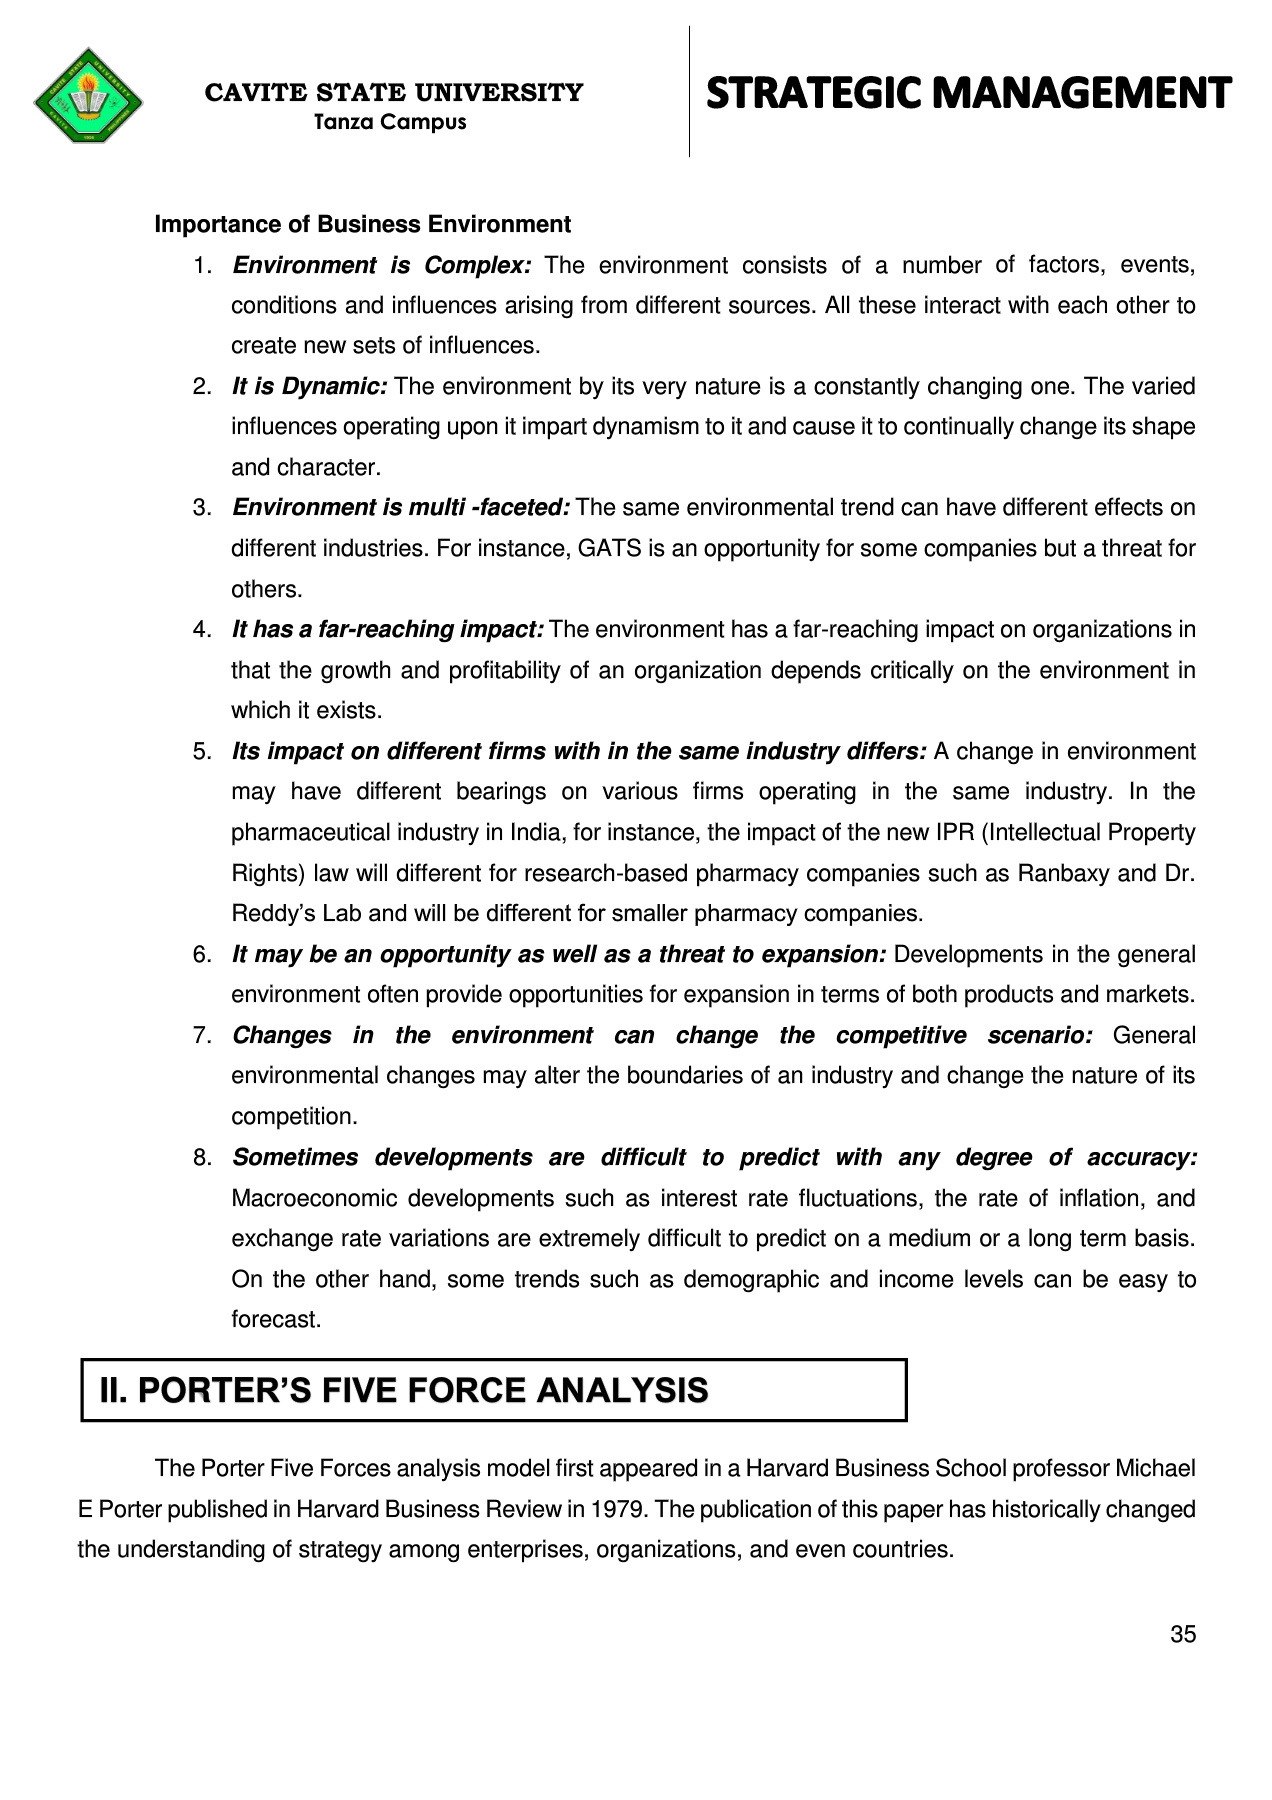 CAVITE STATE UNIVERSITY
Tanza Campus
STRATEGIC MANAGEMENT
Importance of Business Environment
1. Environment is Complex: The environment consists of a number of factors, events,
conditions and influences arising from different sources. All these interact with each other to
create new sets of influences.
2. It is Dynamic: The environment by its very nature is a constantly changing one. The varied
influences operating upon it impart dynamism to it and cause it to continually change its shape
and character.
3. Environment is multi -faceted: The same environmental trend can have different effects on
different industries. For instance, GATS is an opportunity for some companies but a threat for
others.
4. It has a far-reaching impact: The environment has a far-reaching impact on organizations in
that the growth and profitability of an organization depends critically on the environment in
which it exists.
5. Its impact on different firms with in the same industry differs: A change in environment
may have different bearings on various firms operating in the same industry. In the
pharmaceutical industry in India, for instance, the impact of the new IPR (Intellectual Property
Rights) law will different for research-based pharmacy companies such as Ranbaxy and Dr.
Reddy’s Lab and will be different for smaller pharmacy companies.
6. It may be an opportunity as well as a threat to expansion: Developments in the general
environment often provide opportunities for expansion in terms of both products and markets.
7. Changes in the environment can change the competitive scenario: General
environmental changes may alter the boundaries of an industry and change the nature of its
competition.
8. Sometimes developments are difficult to predict with any degree of accuracy:
Macroeconomic developments such as interest rate fluctuations, the rate of inflation, and
exchange rate variations are extremely difficult to predict on a medium or a long term basis.
On the other hand, some trends such as demographic and income levels can be easy to
forecast.
II. PORTER’S FIVE FORCE ANALYSIS
The Porter Five Forces analysis model first appeared in a Harvard Business School professor Michael
E Porter published in Harvard Business Review in 1979. The publication of this paper has historically changed
the understanding of strategy among enterprises, organizations, and even countries.
35